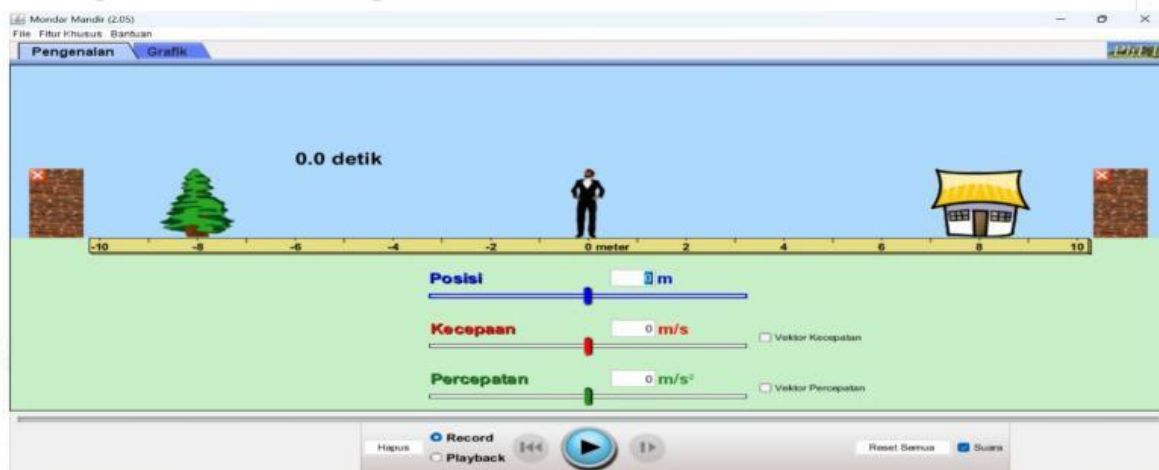 Mondar Mandir (2.05)
File Fitur Khusus Bantuan
Pengenalan Grafik
0.0 detik
-10 -8 -6 -4 -2 0 meter 2 4 6 8 10
Posisi 0 m
Kecepaan 0 m/s
Vektor Kecepatan
Percepatan 0 m/s²
Vektor Percepatan
Hapus
Record
Playback
Reset Semua
Suara